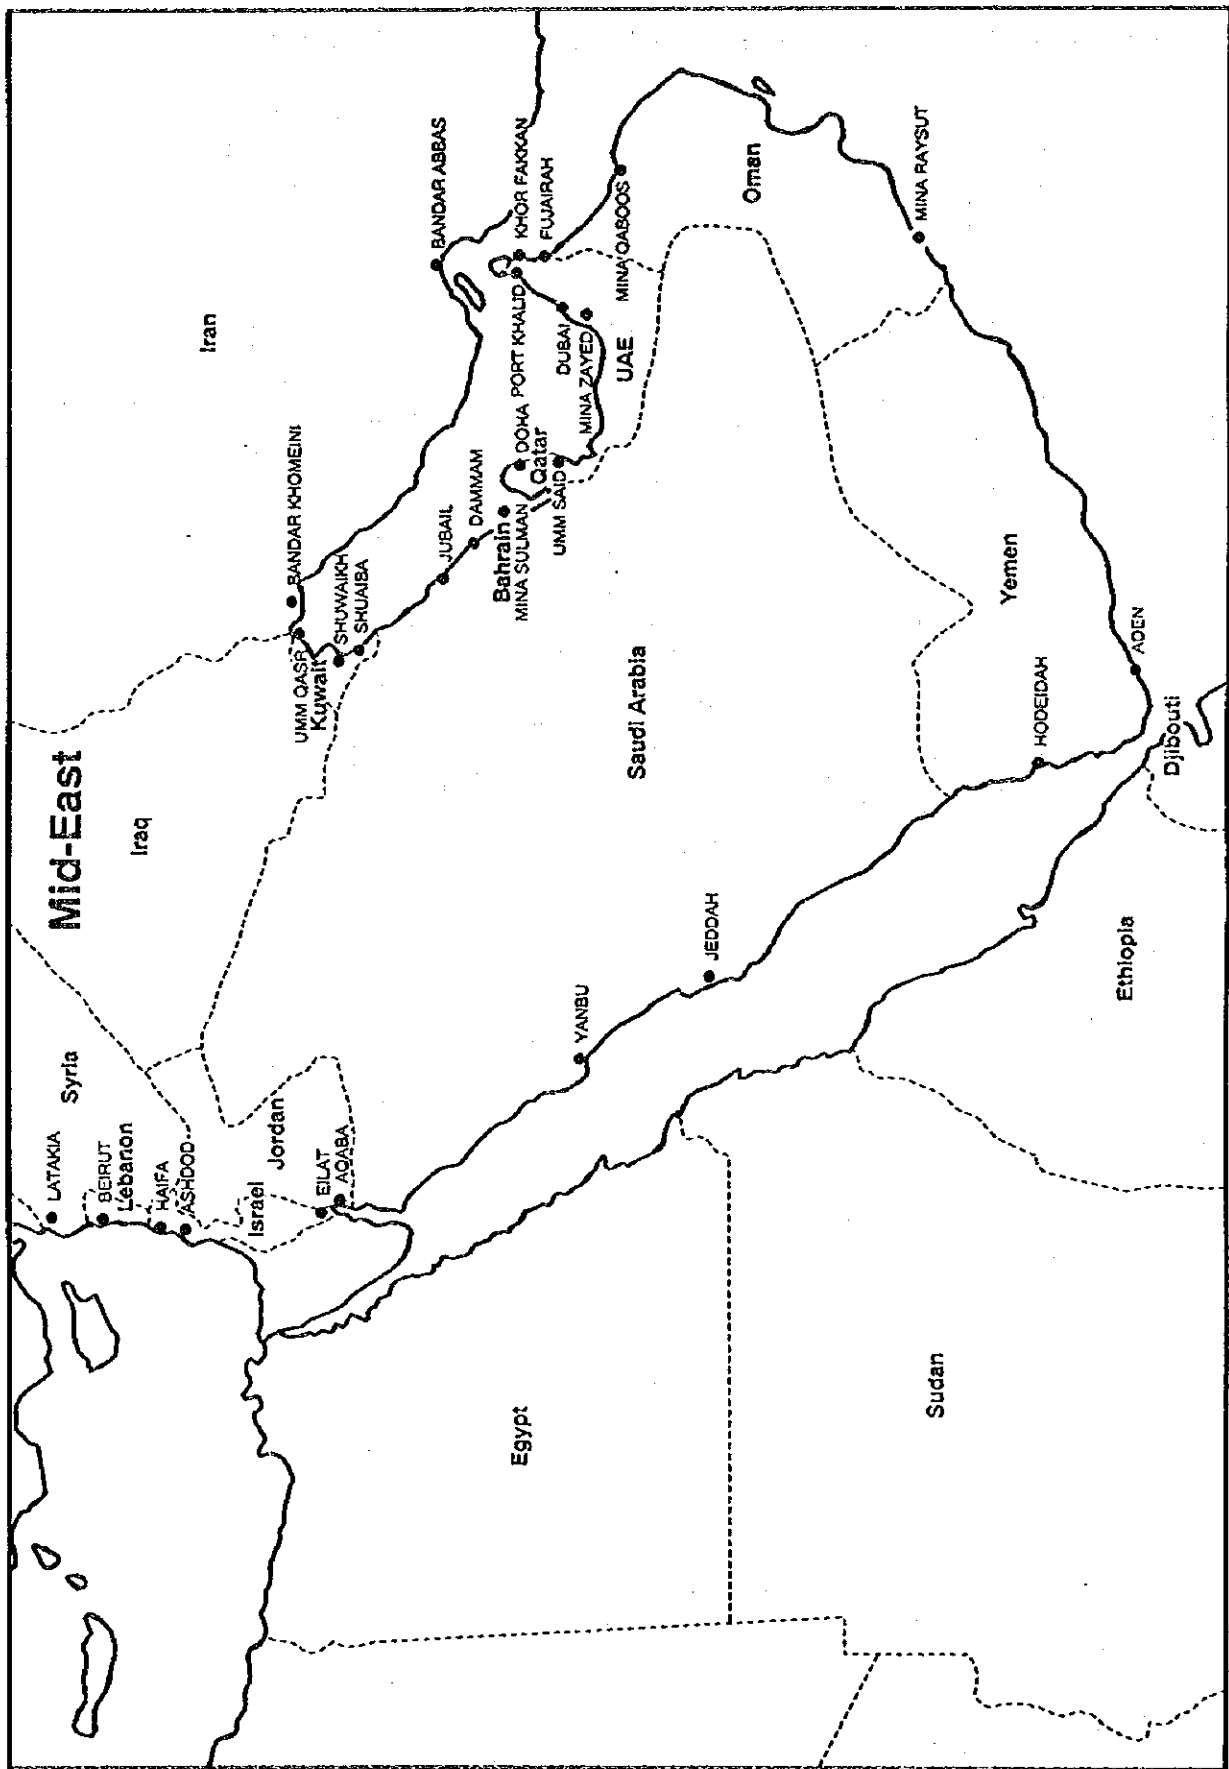 Mid-East
Syria
Iraq
Iran
LATAKIA
BEIRUT
Lebanon
HAIFA
ASHDOD
Israel
Jordan
EILAT
AQABA
UMM QASR
Kuwait
BANDAR KHOMEINI
SHUWAIKH
SHUAIBA
JUBAIL
DAMMAM
Bahrain
MINA SULMAN
DOHA
Qatar
UMM SAID
BANDAR ABBAS
PORT KHALID
KHOR FAKKAN
FUJAIRAH
DUBAI
MINA ZAYED
UAE
MINA QABOOS
Oman
MINA RAYSUT
Egypt
YANBU
Saudi Arabia
JEDDAH
Sudan
Yemen
HODEIDAH
ADEN
Ethiopia
Djibouti